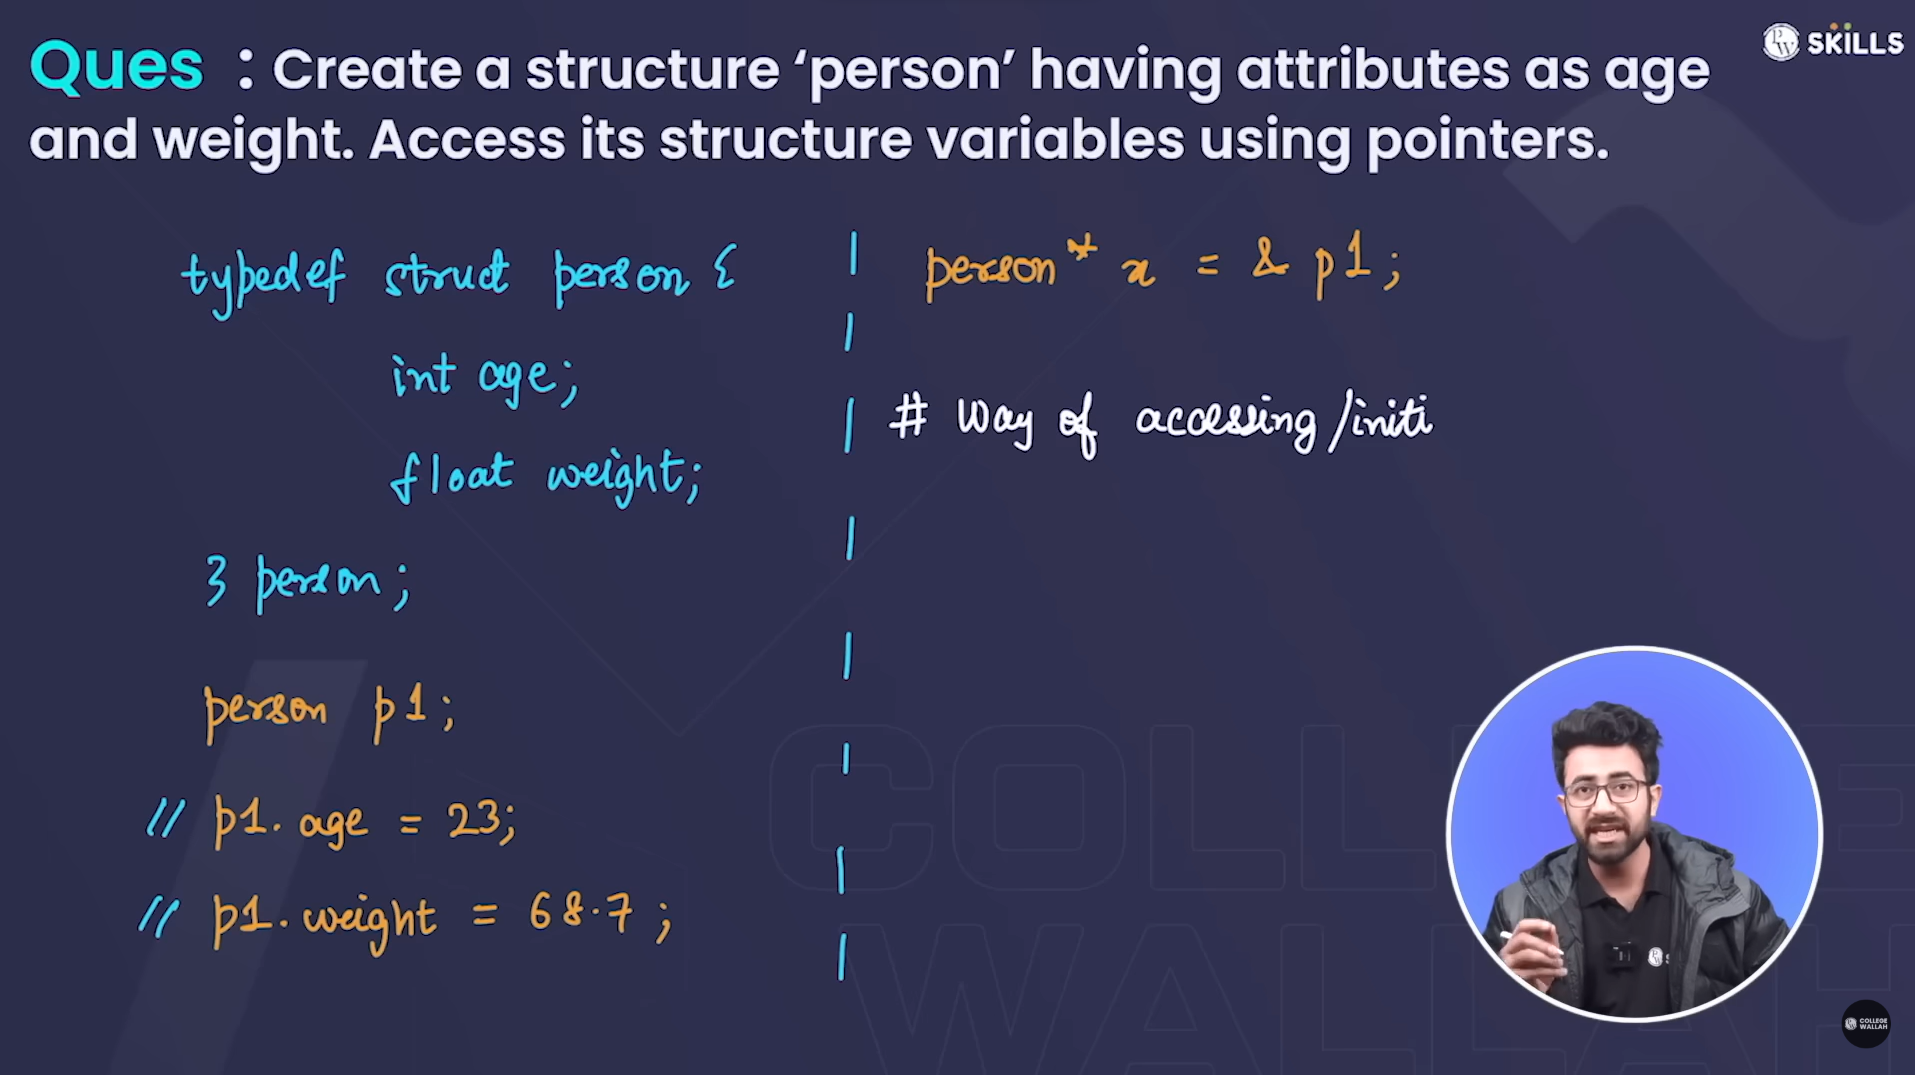 Ques : Create a structure ‘person’ having attributes as age
and weight. Access its structure variables using pointers.
PW SKILLS
typedef struct person {
int age;
float weight;
} person;
person p1;
// p1. age = 23;
// p1. weight = 68.7 ;
person* x = & p1;
# Way of accessing /initi
COLLEGE
WALLAH
COLLEGE
WALLAH